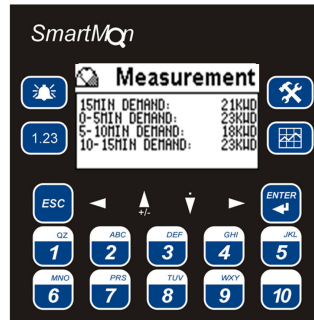 SmartMon
Measurement
15MIN DEMAND: 21KWD
0-5MIN DEMAND: 23KWD
5-10MIN DEMAND: 18KWD
10-15MIN DEMAND: 23KWD
1.23
ESC
+/-
.
ENTER
QZ ABC DEF GHI JKL
1 2 3 4 5
MNO PRS TUV WXY
6 7 8 9 10